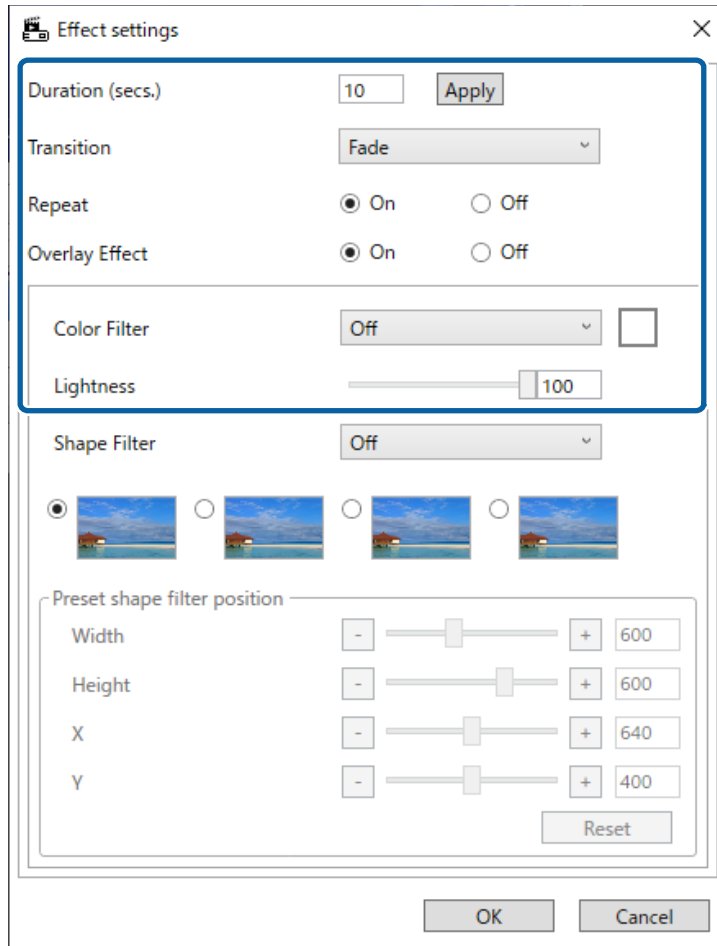 Effect settings
Duration (secs.) 10 Apply
Transition Fade
Repeat On Off
Overlay Effect On Off
Color Filter Off
Lightness 100
Shape Filter Off
Preset shape filter position
Width - + 600
Height - + 600
X - + 640
Y - + 400
Reset
OK Cancel